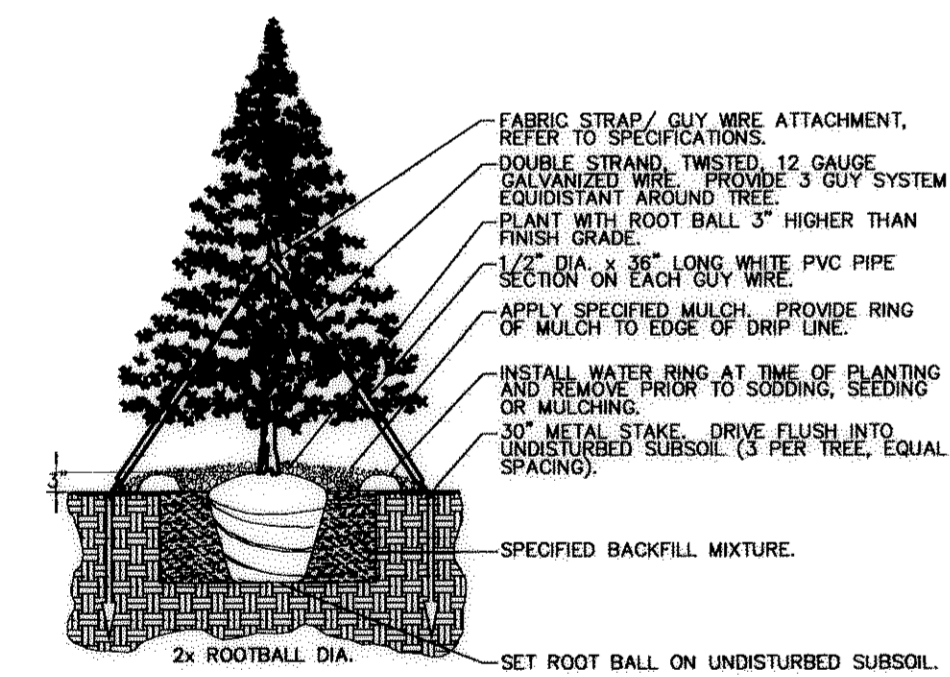 FABRIC STRAP/ GUY WIRE ATTACHMENT,
REFER TO SPECIFICATIONS.
DOUBLE STRAND, TWISTED, 12 GAUGE
GALVANIZED WIRE. PROVIDE 3 GUY SYSTEM
EQUIDISTANT AROUND TREE.
PLANT WITH ROOT BALL 3" HIGHER THAN
FINISH GRADE.
1/2" DIA. x 36" LONG WHITE PVC PIPE
SECTION ON EACH GUY WIRE.
APPLY SPECIFIED MULCH. PROVIDE RING
OF MULCH TO EDGE OF DRIP LINE.
INSTALL WATER RING AT TIME OF PLANTING
AND REMOVE PRIOR TO SODDING, SEEDING
OR MULCHING.
30" METAL STAKE. DRIVE FLUSH INTO
UNDISTURBED SUBSOIL (3 PER TREE, EQUAL
SPACING).
3"
SPECIFIED BACKFILL MIXTURE.
2x ROOTBALL DIA.
SET ROOT BALL ON UNDISTURBED SUBSOIL.